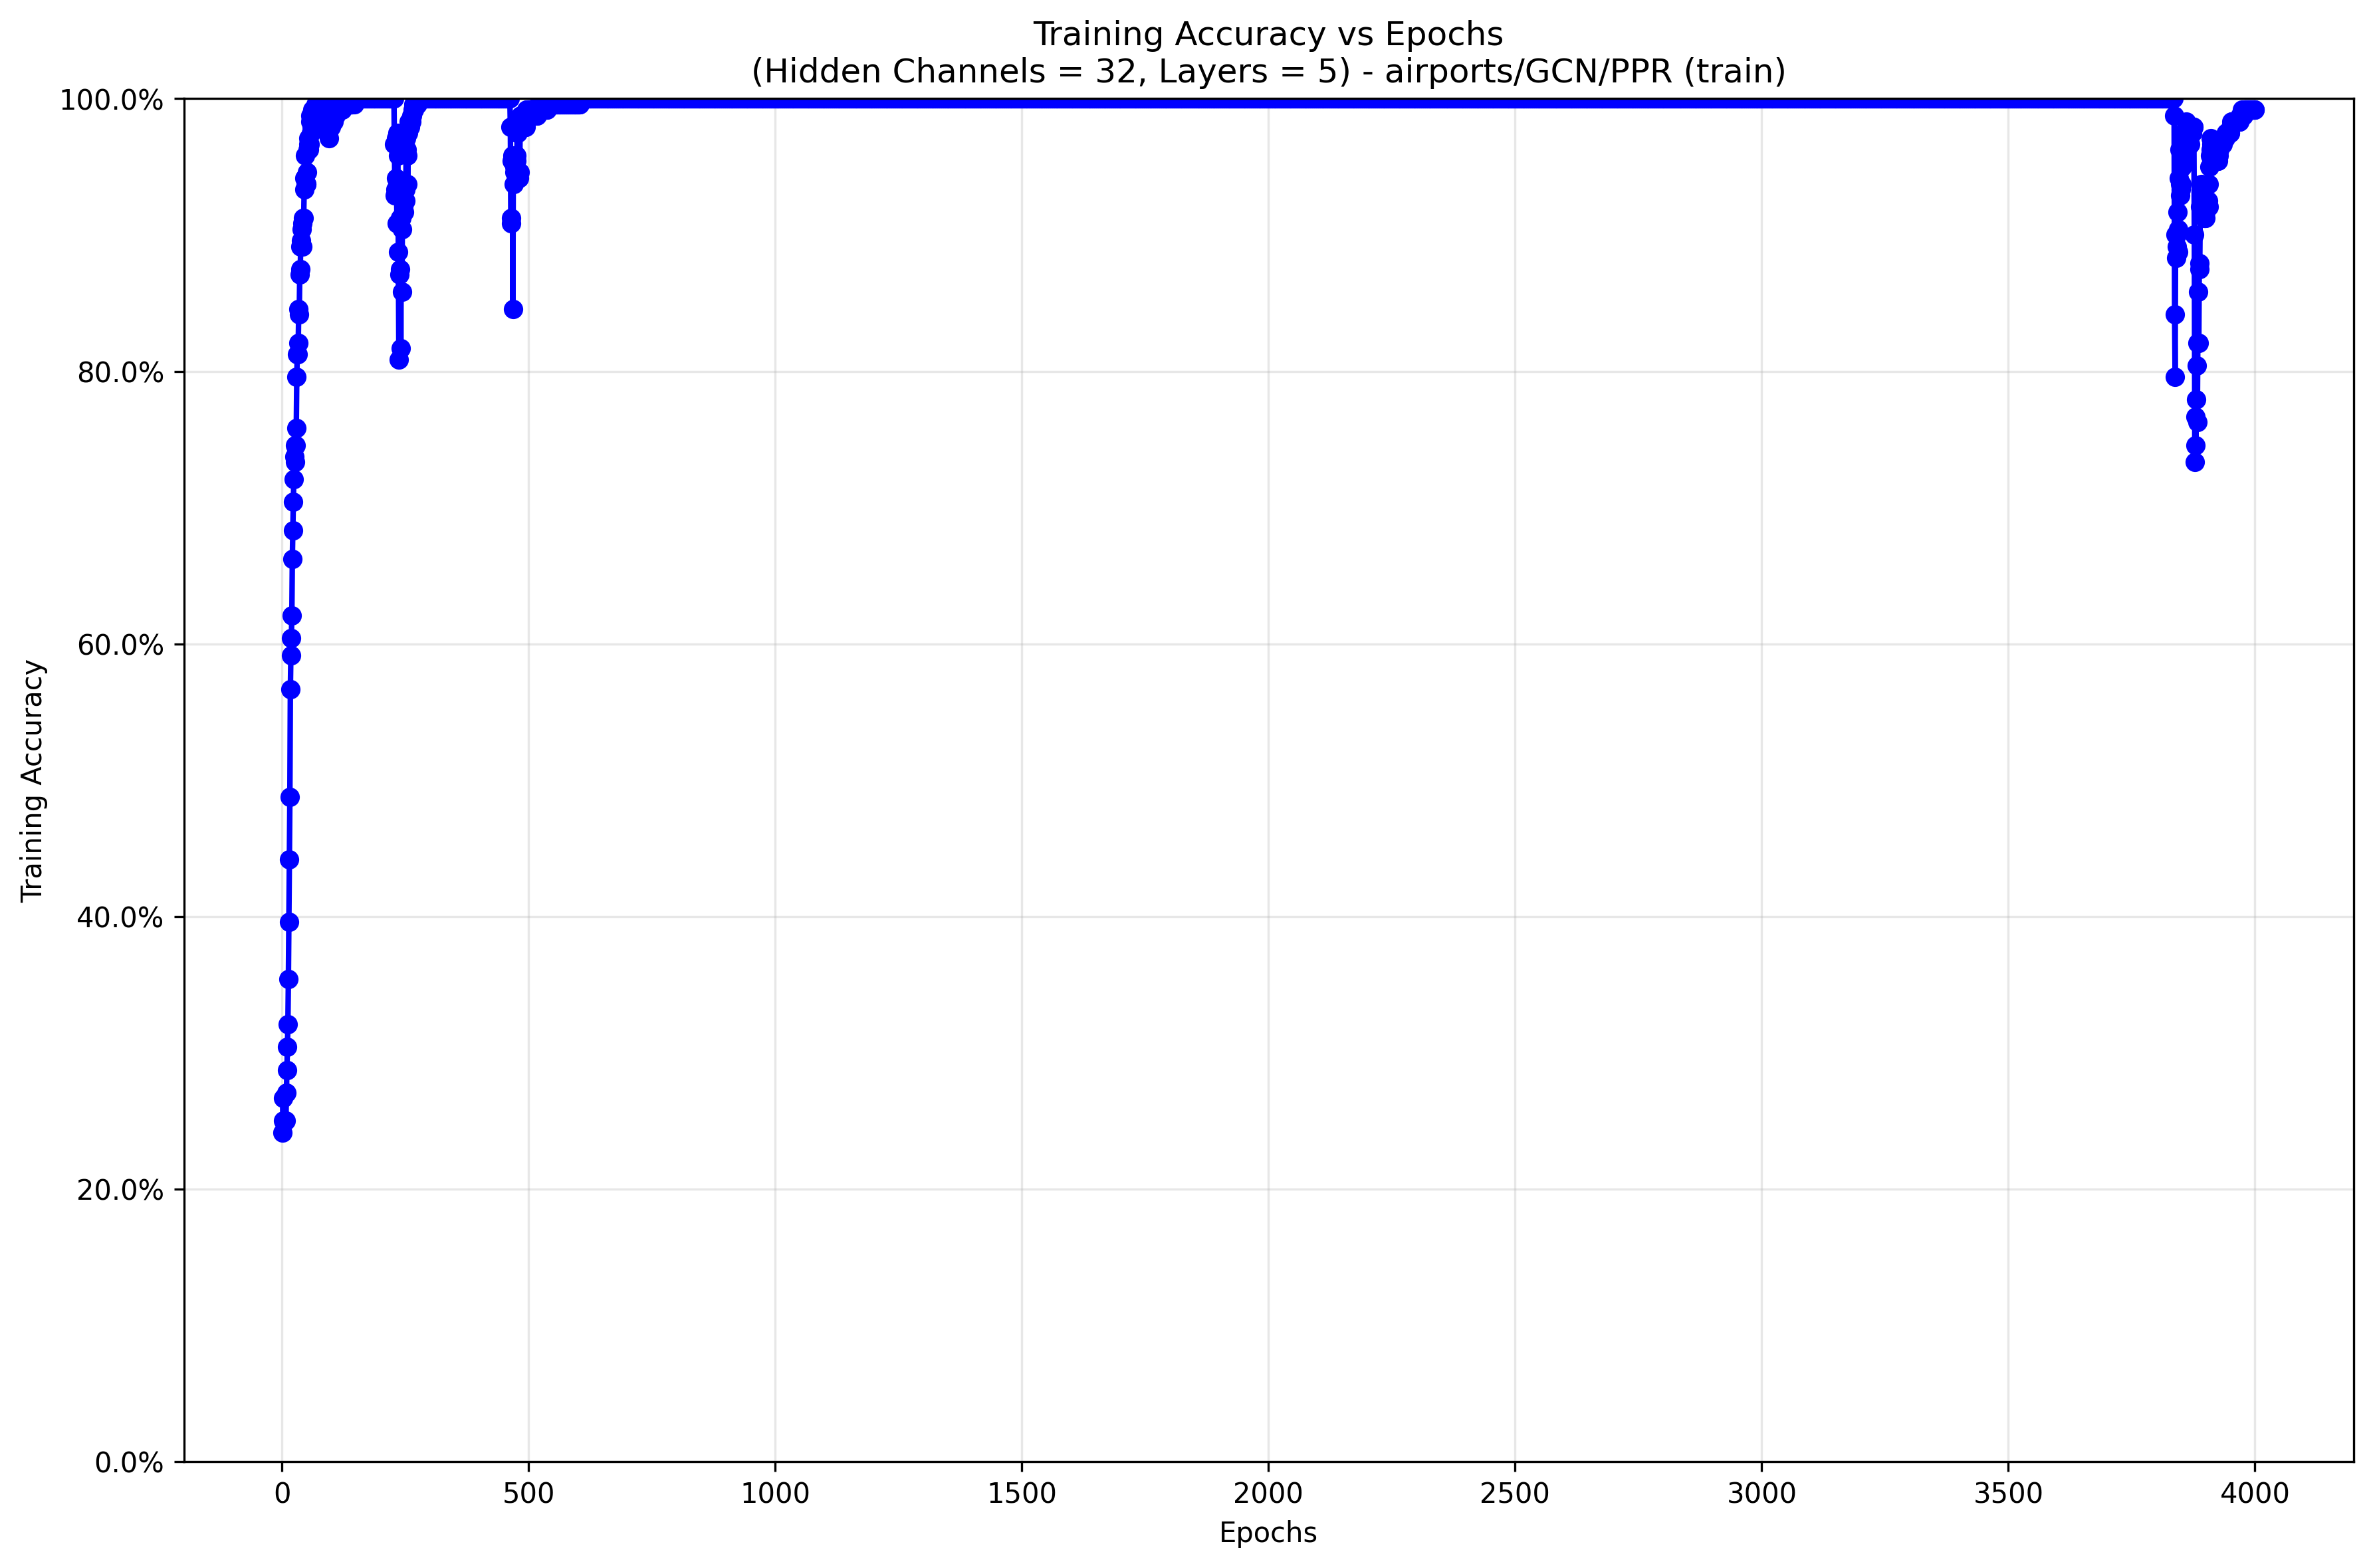 Training Accuracy vs Epochs
(Hidden Channels = 32, Layers = 5) - airports/GCN/PPR (train)
100.0%
80.0%
60.0%
40.0%
20.0%
0.0%
Training Accuracy
0 500 1000 1500 2000 2500 3000 3500 4000
Epochs